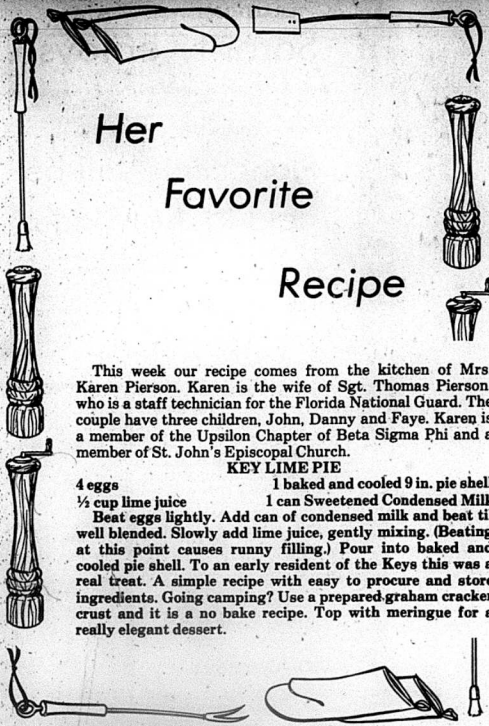 Her
Favorite
Recipe
This week our recipe comes from the kitchen of Mrs
Karen Pierson. Karen is the wife of Sgt. Thomas Pierson
who is a staff technician for the Florida National Guard. The
couple have three children, John, Danny and Faye. Karen is
a member of the Upsilon Chapter of Beta Sigma Phi and a
member of St. John's Episcopal Church.
KEY LIME PIE
4 eggs 1 baked and cooled 9 in. pie shell
½ cup lime juice 1 can Sweetened Condensed Milk
Beat eggs lightly. Add can of condensed milk and beat ti
well blended. Slowly add lime juice, gently mixing. (Beating
at this point causes runny filling.) Pour into baked and
cooled pie shell. To an early resident of the Keys this was a
real treat. A simple recipe with easy to procure and store
ingredients. Going camping? Use a prepared graham cracker
crust and it is a no bake recipe. Top with meringue for a
really elegant dessert.